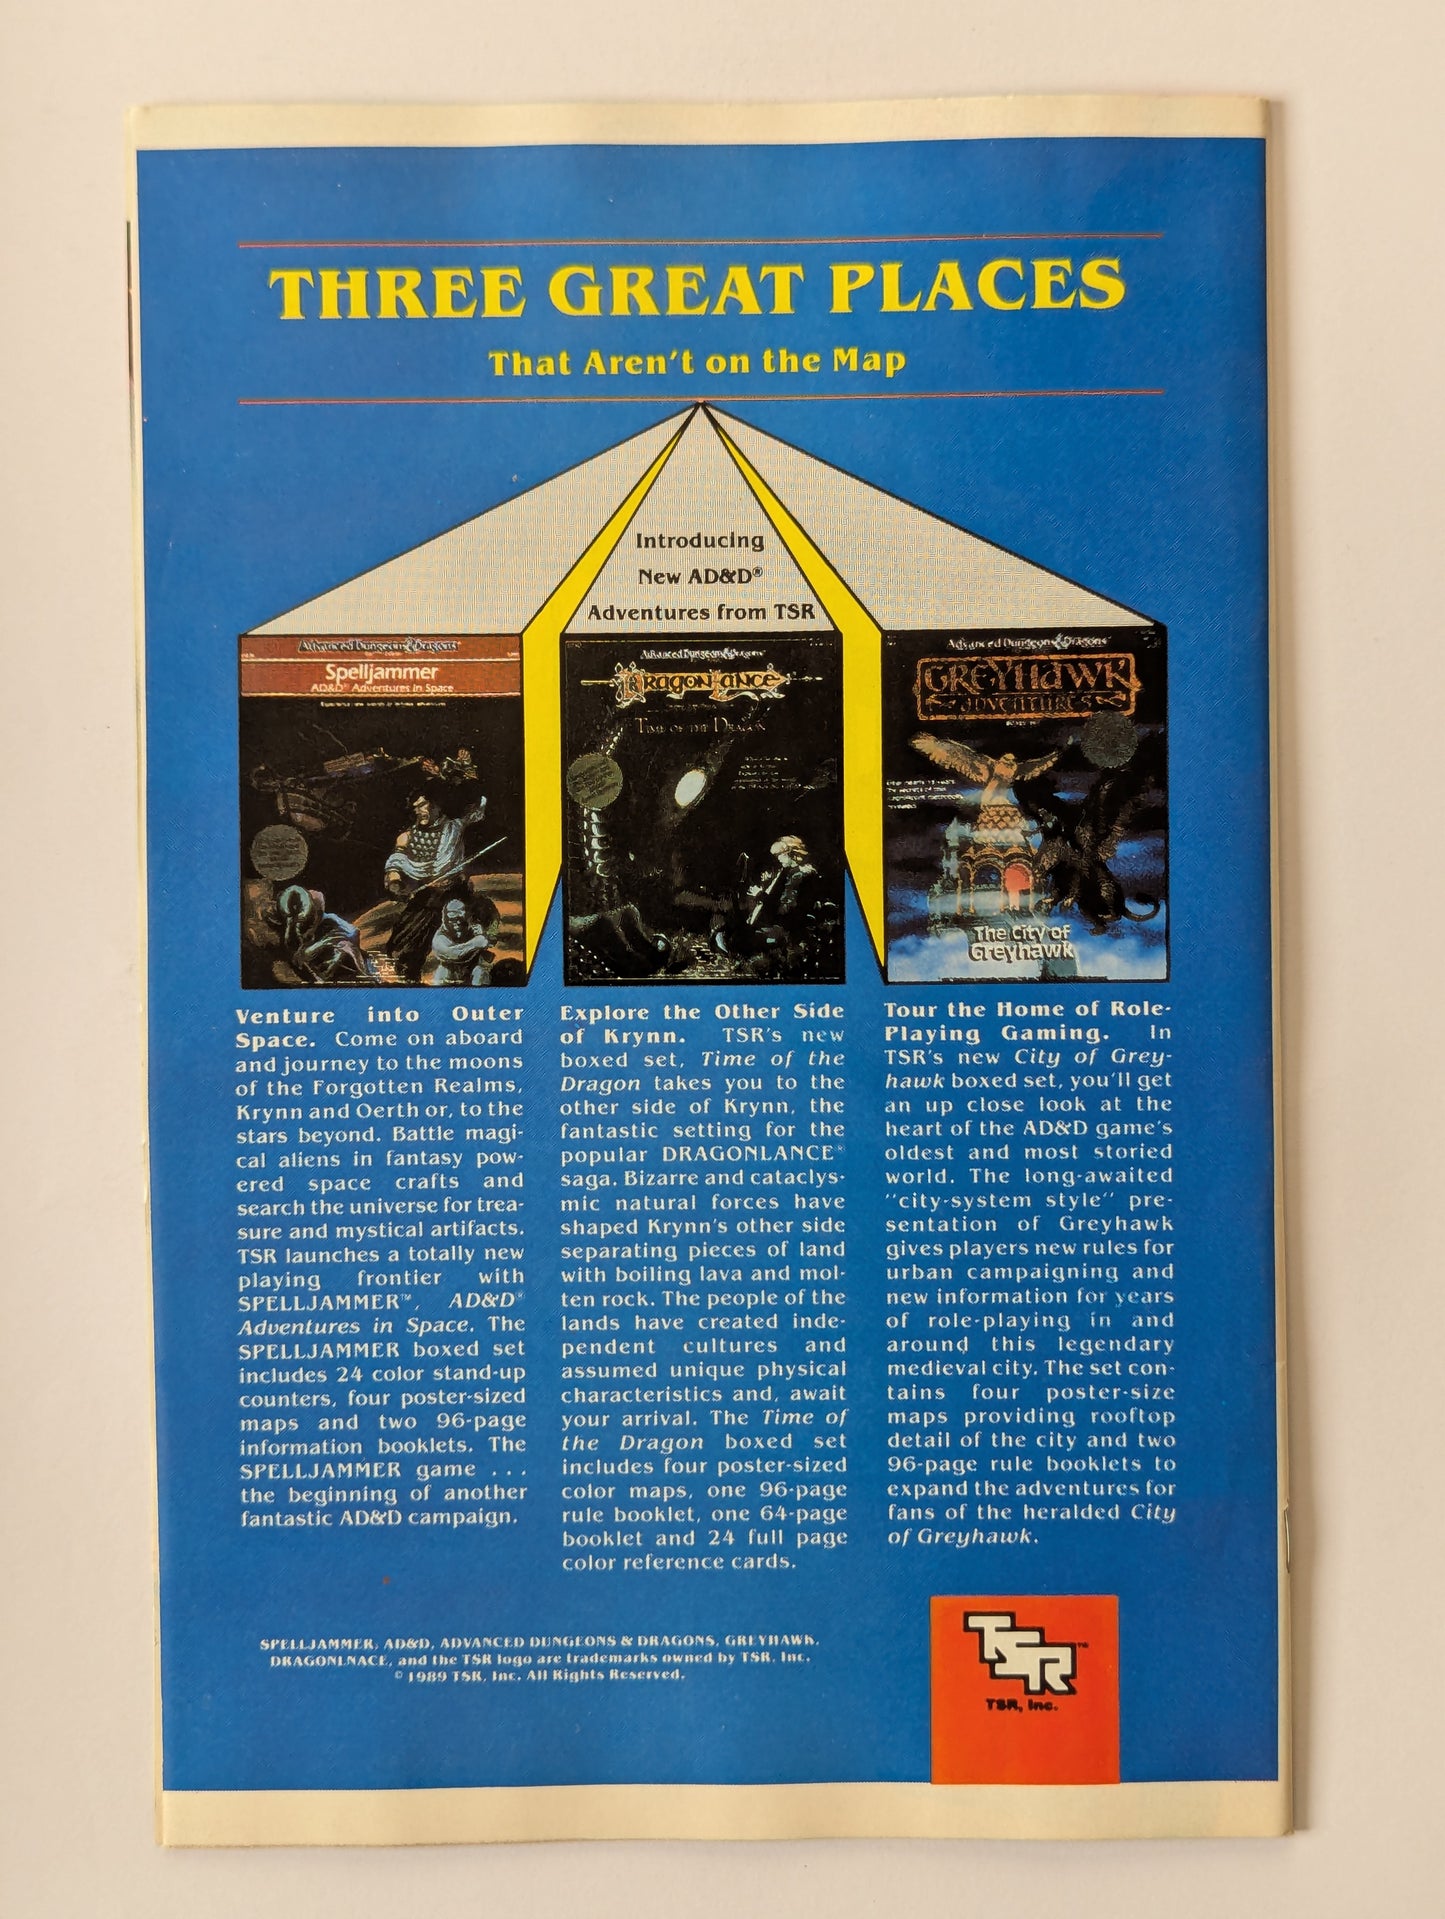 THREE GREAT PLACES
That Aren't on the Map
Introducing
New AD&D®
Adventures from TSR
Advanced Dungeons & Dragons
Spelljammer
AD&D® Adventures in Space
Advanced Dungeons & Dragons
DRAGONLANCE
TIME OF THE DRAGON
Advanced Dungeons & Dragons
GREYHAWK
ADVENTURES
The City of
Greyhawk
Venture into Outer
Space. Come on aboard
and journey to the moons
of the Forgotten Realms,
Krynn and Oerth or, to the
stars beyond. Battle magi-
cal aliens in fantasy pow-
ered space crafts and
search the universe for trea-
sure and mystical artifacts.
TSR launches a totally new
playing frontier with
SPELLJAMMER™, AD&D®
Adventures in Space. The
SPELLJAMMER boxed set
includes 24 color stand-up
counters, four poster-sized
maps and two 96-page
information booklets. The
SPELLJAMMER game . . .
the beginning of another
fantastic AD&D campaign.
Explore the Other Side
of Krynn. TSR's new
boxed set, Time of the
Dragon takes you to the
other side of Krynn, the
fantastic setting for the
popular DRAGONLANCE®
saga. Bizarre and cataclys-
mic natural forces have
shaped Krynn's other side
separating pieces of land
with boiling lava and mol-
ten rock. The people of the
lands have created inde-
pendent cultures and
assumed unique physical
characteristics and, await
your arrival. The Time of
the Dragon boxed set
includes four poster-sized
color maps, one 96-page
rule booklet, one 64-page
booklet and 24 full page
color reference cards.
Tour the Home of Role-
Playing Gaming. In
TSR's new City of Grey-
hawk boxed set, you'll get
an up close look at the
heart of the AD&D game's
oldest and most storied
world. The long-awaited
"city-system style" pre-
sentation of Greyhawk
gives players new rules for
urban campaigning and
new information for years
of role-playing in and
around this legendary
medieval city. The set con-
tains four poster-size
maps providing rooftop
detail of the city and two
96-page rule booklets to
expand the adventures for
fans of the heralded City
of Greyhawk.
SPELLJAMMER, AD&D, ADVANCED DUNGEONS & DRAGONS, GREYHAWK,
DRAGONLNACE, and the TSR logo are trademarks owned by TSR, Inc.
© 1989 TSR, Inc. All Rights Reserved.
TSR™
TSR, Inc.